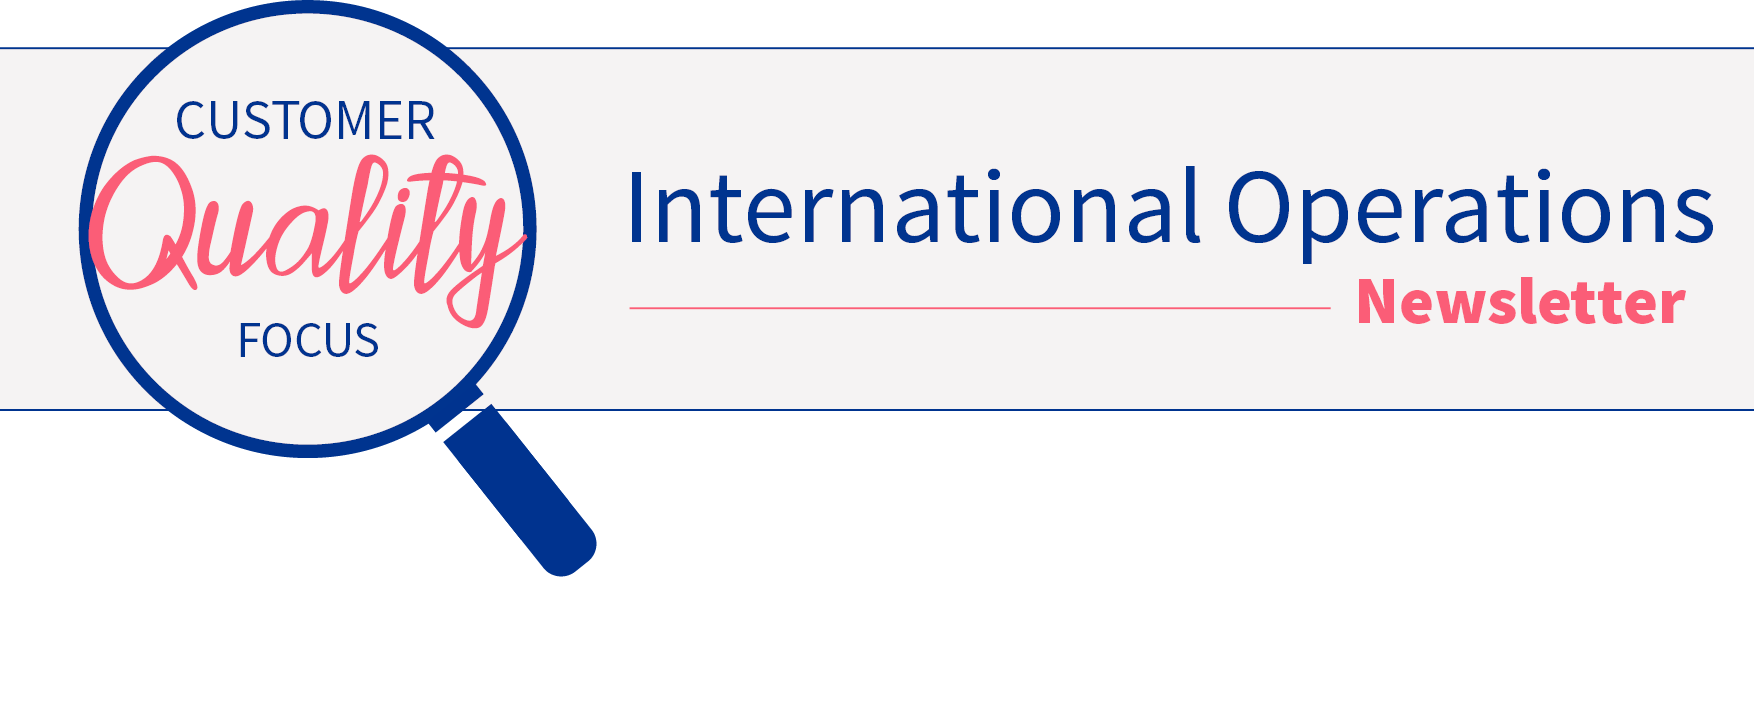 CUSTOMER
Quality
FOCUS
International Operations
Newsletter